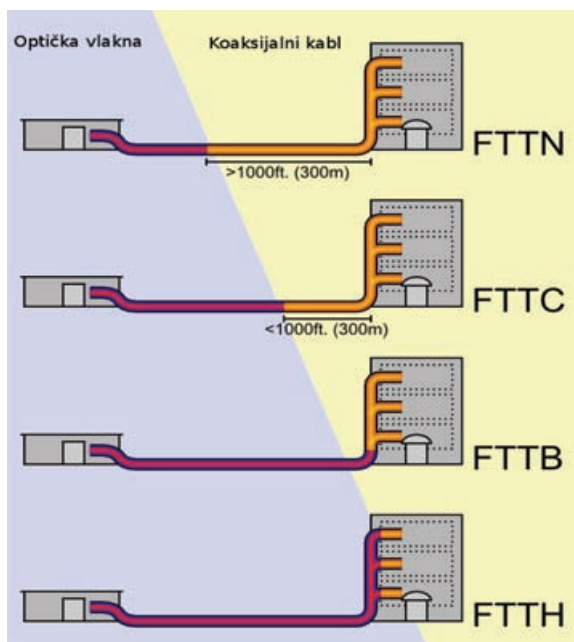 Optička vlakna
Koaksijalni kabl
FTTN
>1000ft. (300m)
FTTC
<1000ft. (300m)
FTTB
FTTH